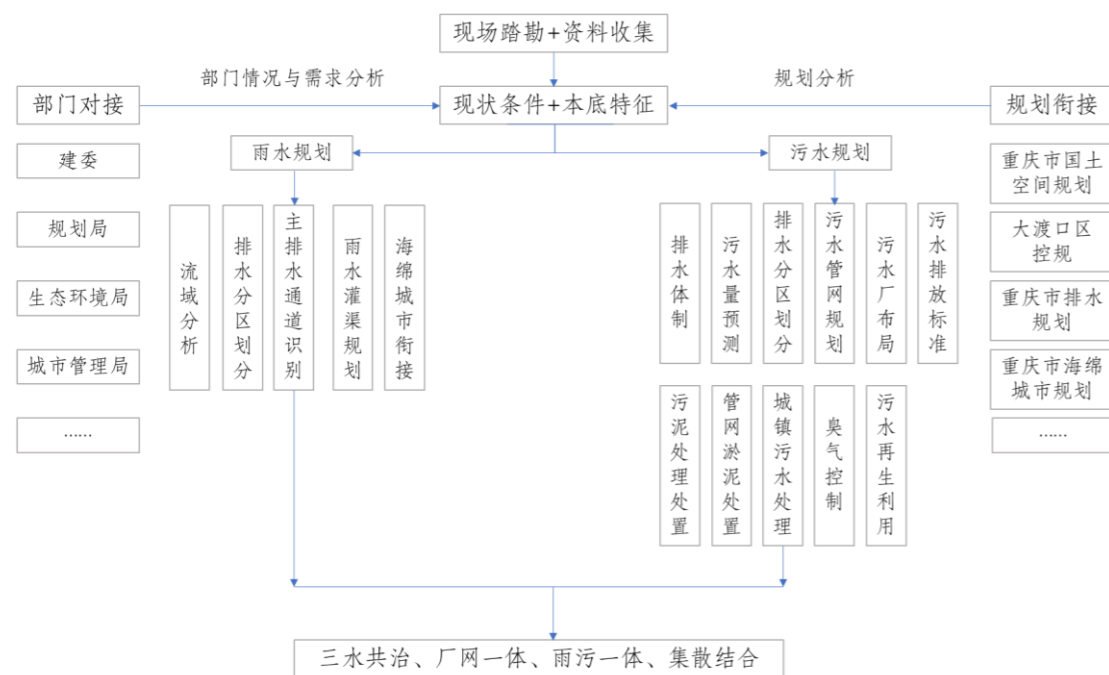 现场踏勘+资料收集
部门情况与需求分析
规划分析
部门对接
现状条件+本底特征
规划衔接
建委
规划局
生态环境局
城市管理局
……
雨水规划
污水规划
流域分析
排水分区划分
主排水通道识别
雨水灌渠规划
海绵城市衔接
排水体制
污水量预测
排水分区划分
污水管网规划
污水厂布局
污水排放标准
污泥处理处置
管网淤泥处置
城镇污水处理
臭气控制
污水再生利用
重庆市国土
空间规划
大渡口区
控规
重庆市排水
规划
重庆市海绵
城市规划
……
三水共治、厂网一体、雨污一体、集散结合